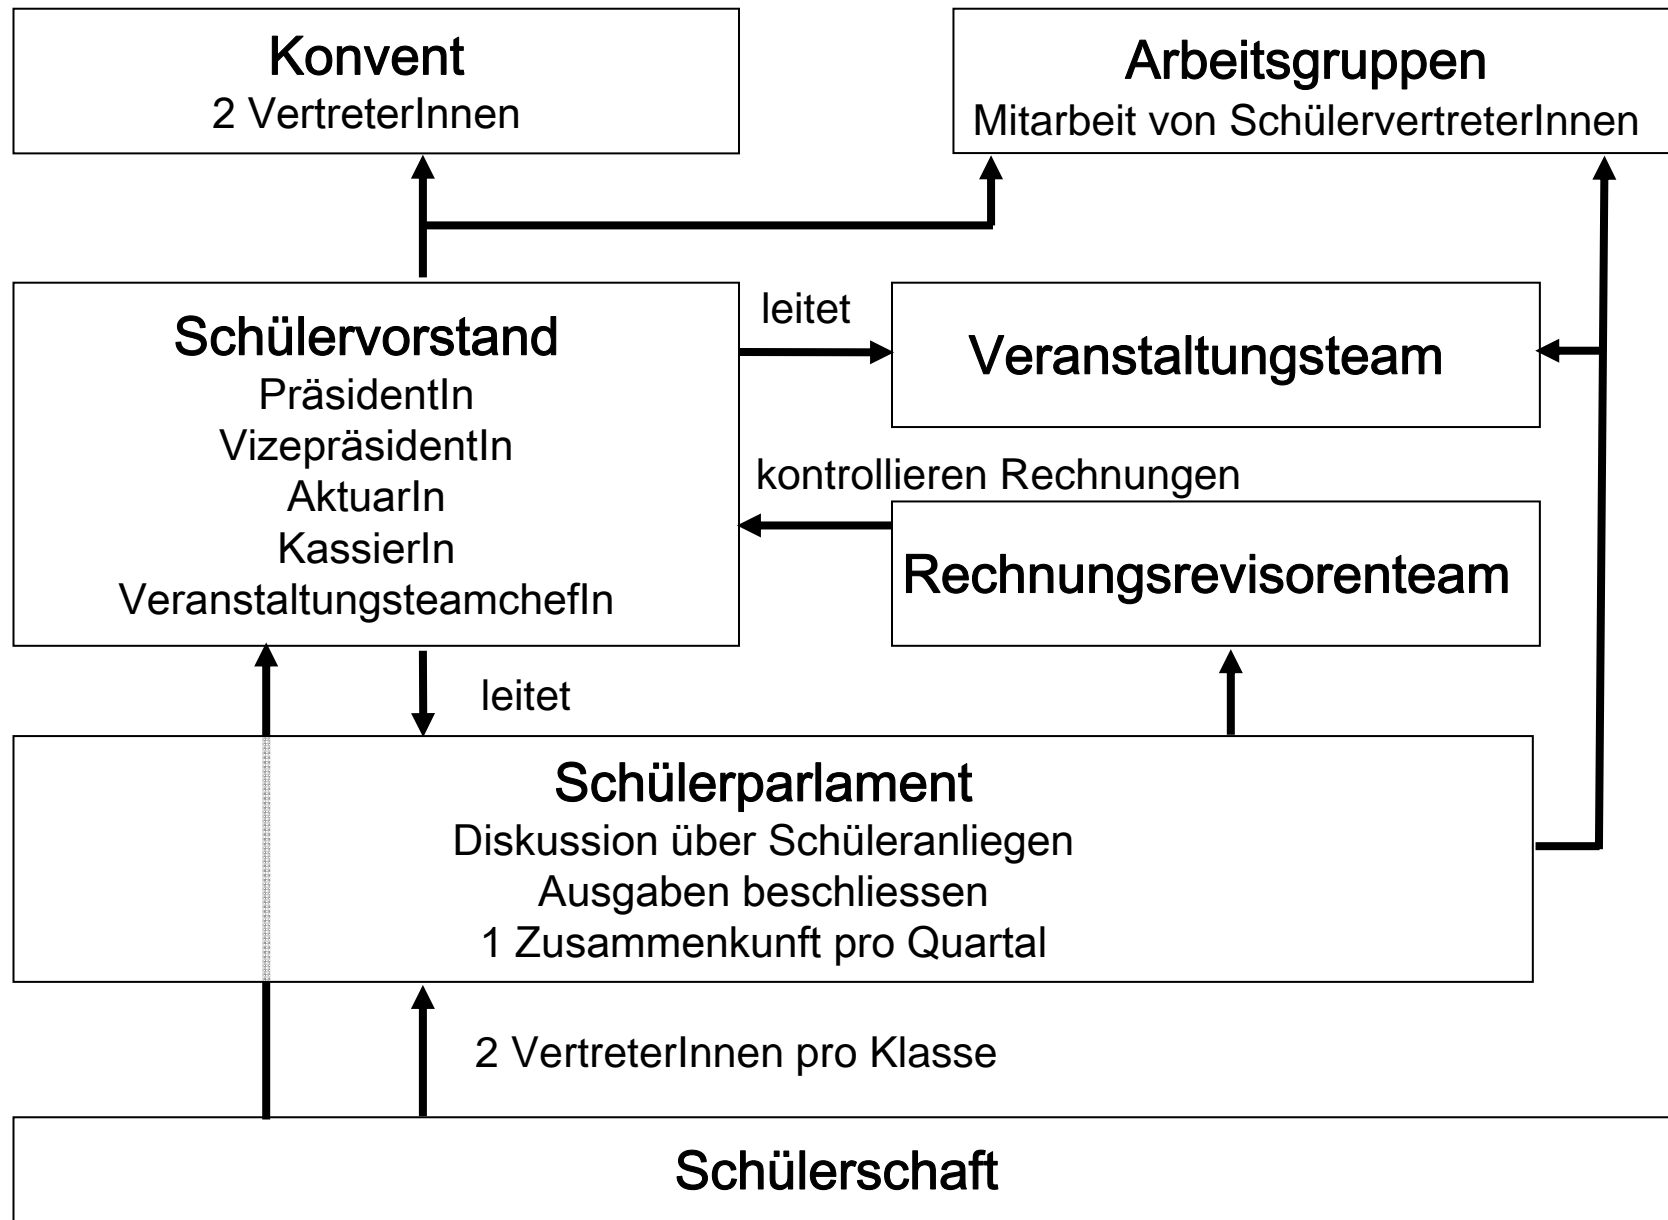 Konvent
2 VertreterInnen
Arbeitsgruppen
Mitarbeit von SchülervertreterInnen
Schülervorstand
PräsidentIn
VizepräsidentIn
AktuarIn
KassierIn
VeranstaltungsteamchefIn
leitet
Veranstaltungsteam
kontrollieren Rechnungen
Rechnungsrevisorenteam
leitet
Schülerparlament
Diskussion über Schüleranliegen
Ausgaben beschliessen
1 Zusammenkunft pro Quartal
2 VertreterInnen pro Klasse
Schülerschaft